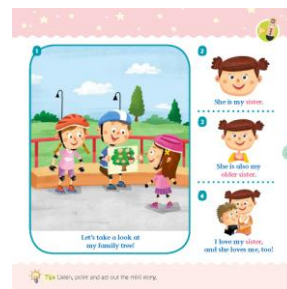 1
Let's take a look at
my family tree!
2
She is my sister.
3
She is also my
older sister.
4
I love my sister,
and she loves me, too!
Tips Listen, point and act out the mini story.